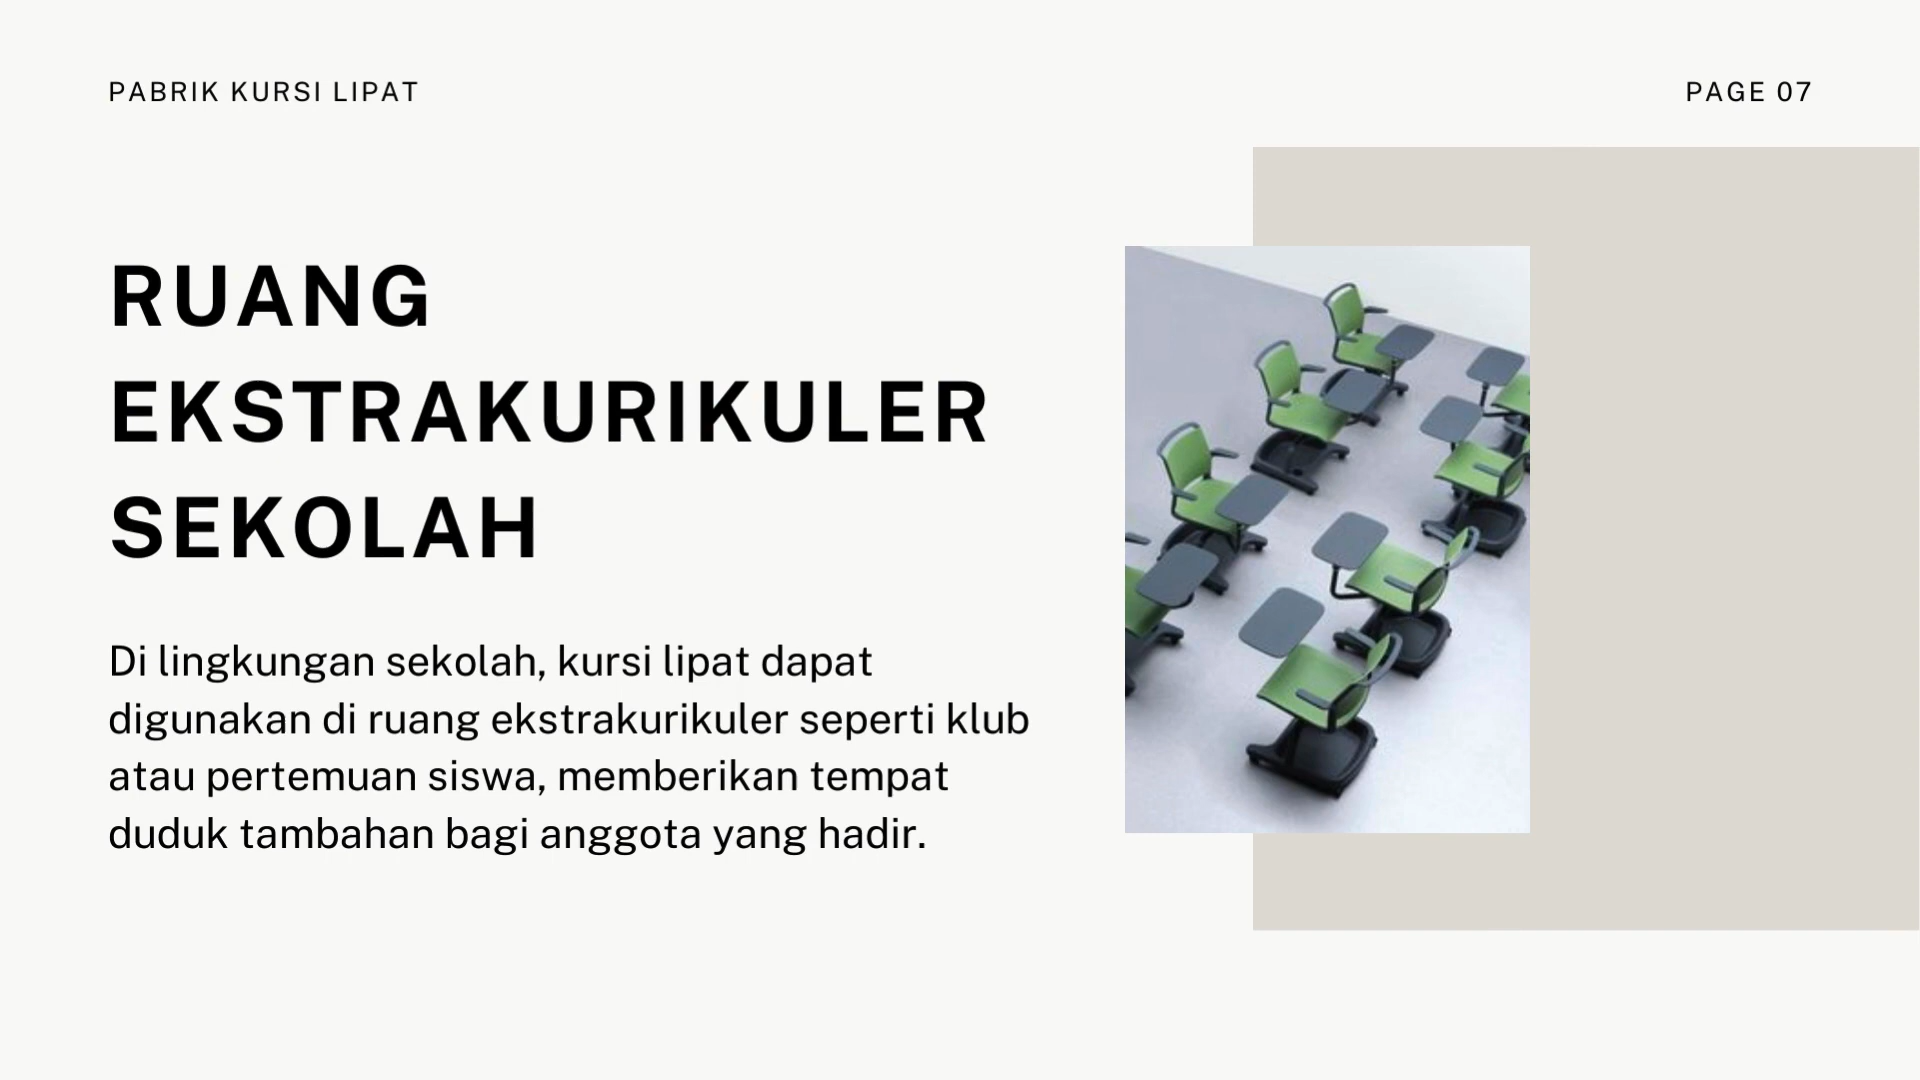 PABRIK KURSI LIPAT
PAGE 07
RUANG
EKSTRAKURIKULER
SEKOLAH
Di lingkungan sekolah, kursi lipat dapat
digunakan di ruang ekstrakurikuler seperti klub
atau pertemuan siswa, memberikan tempat
duduk tambahan bagi anggota yang hadir.